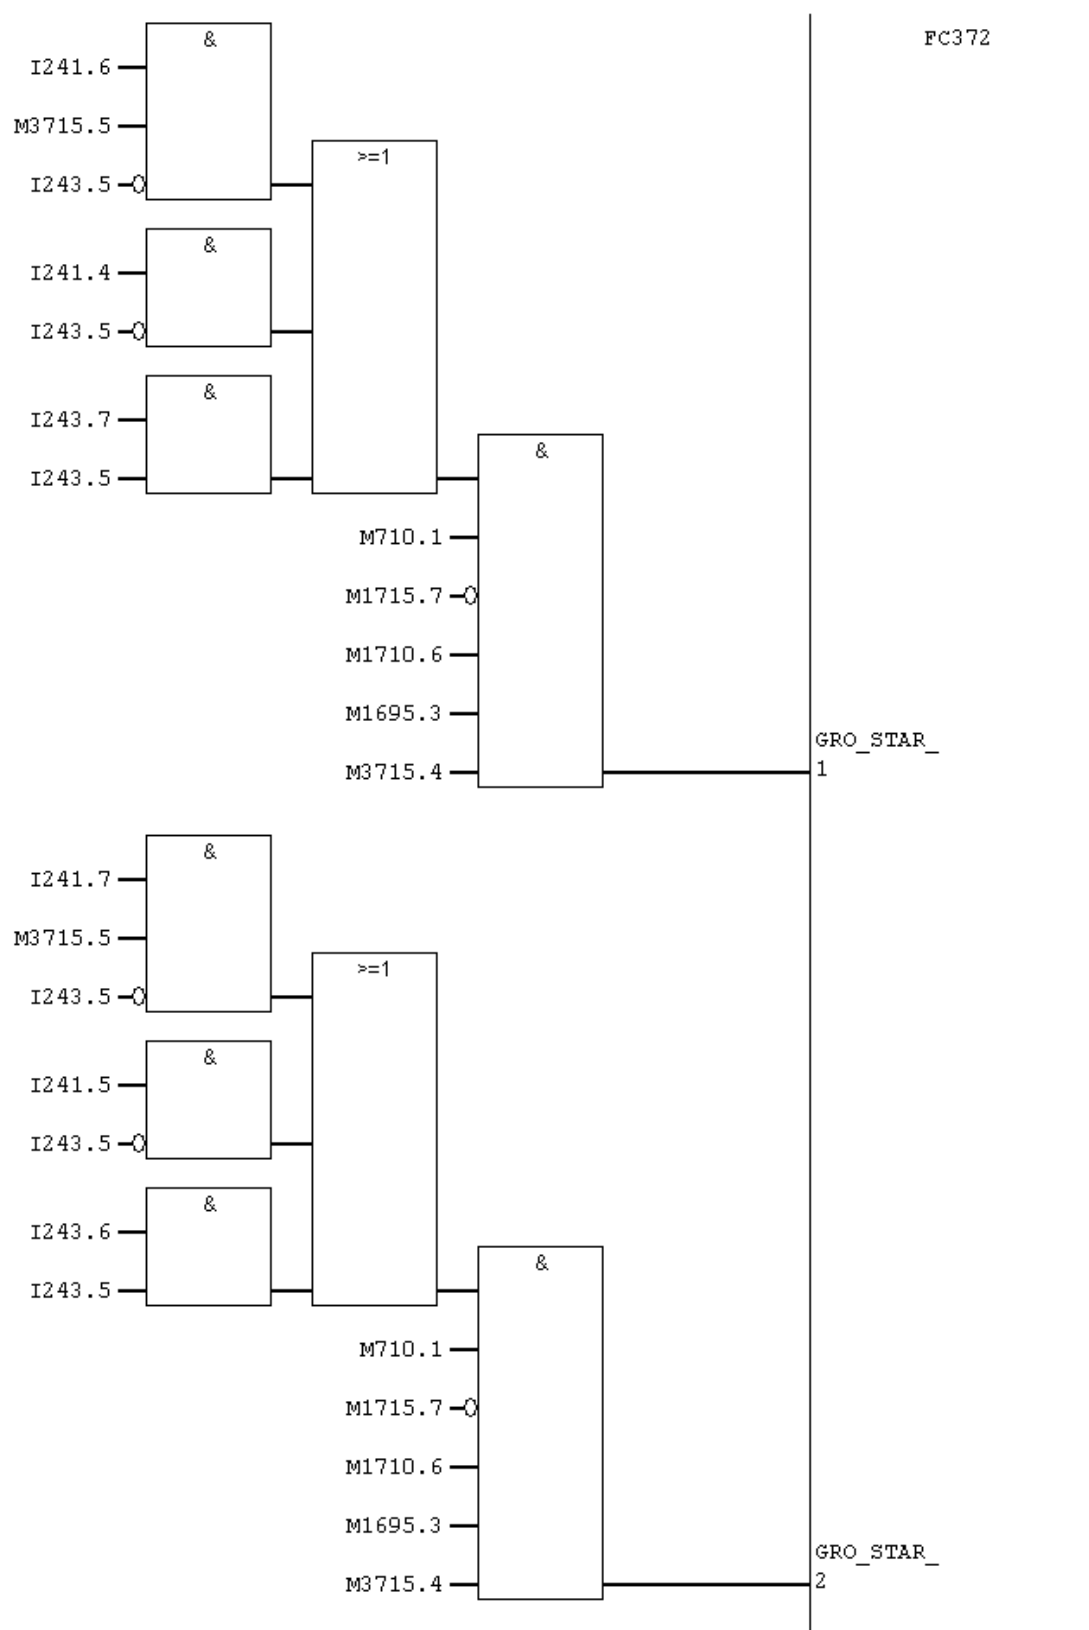 &
FC372
I241.6
M3715.5
>=1
I243.5
&
I241.4
I243.5
&
I243.7
&
I243.5
M710.1
M1715.7
M1710.6
M1695.3
GRO_STAR_
M3715.4
1
&
I241.7
M3715.5
>=1
I243.5
&
I241.5
I243.5
&
I243.6
&
I243.5
M710.1
M1715.7
M1710.6
M1695.3
GRO_STAR_
M3715.4
2